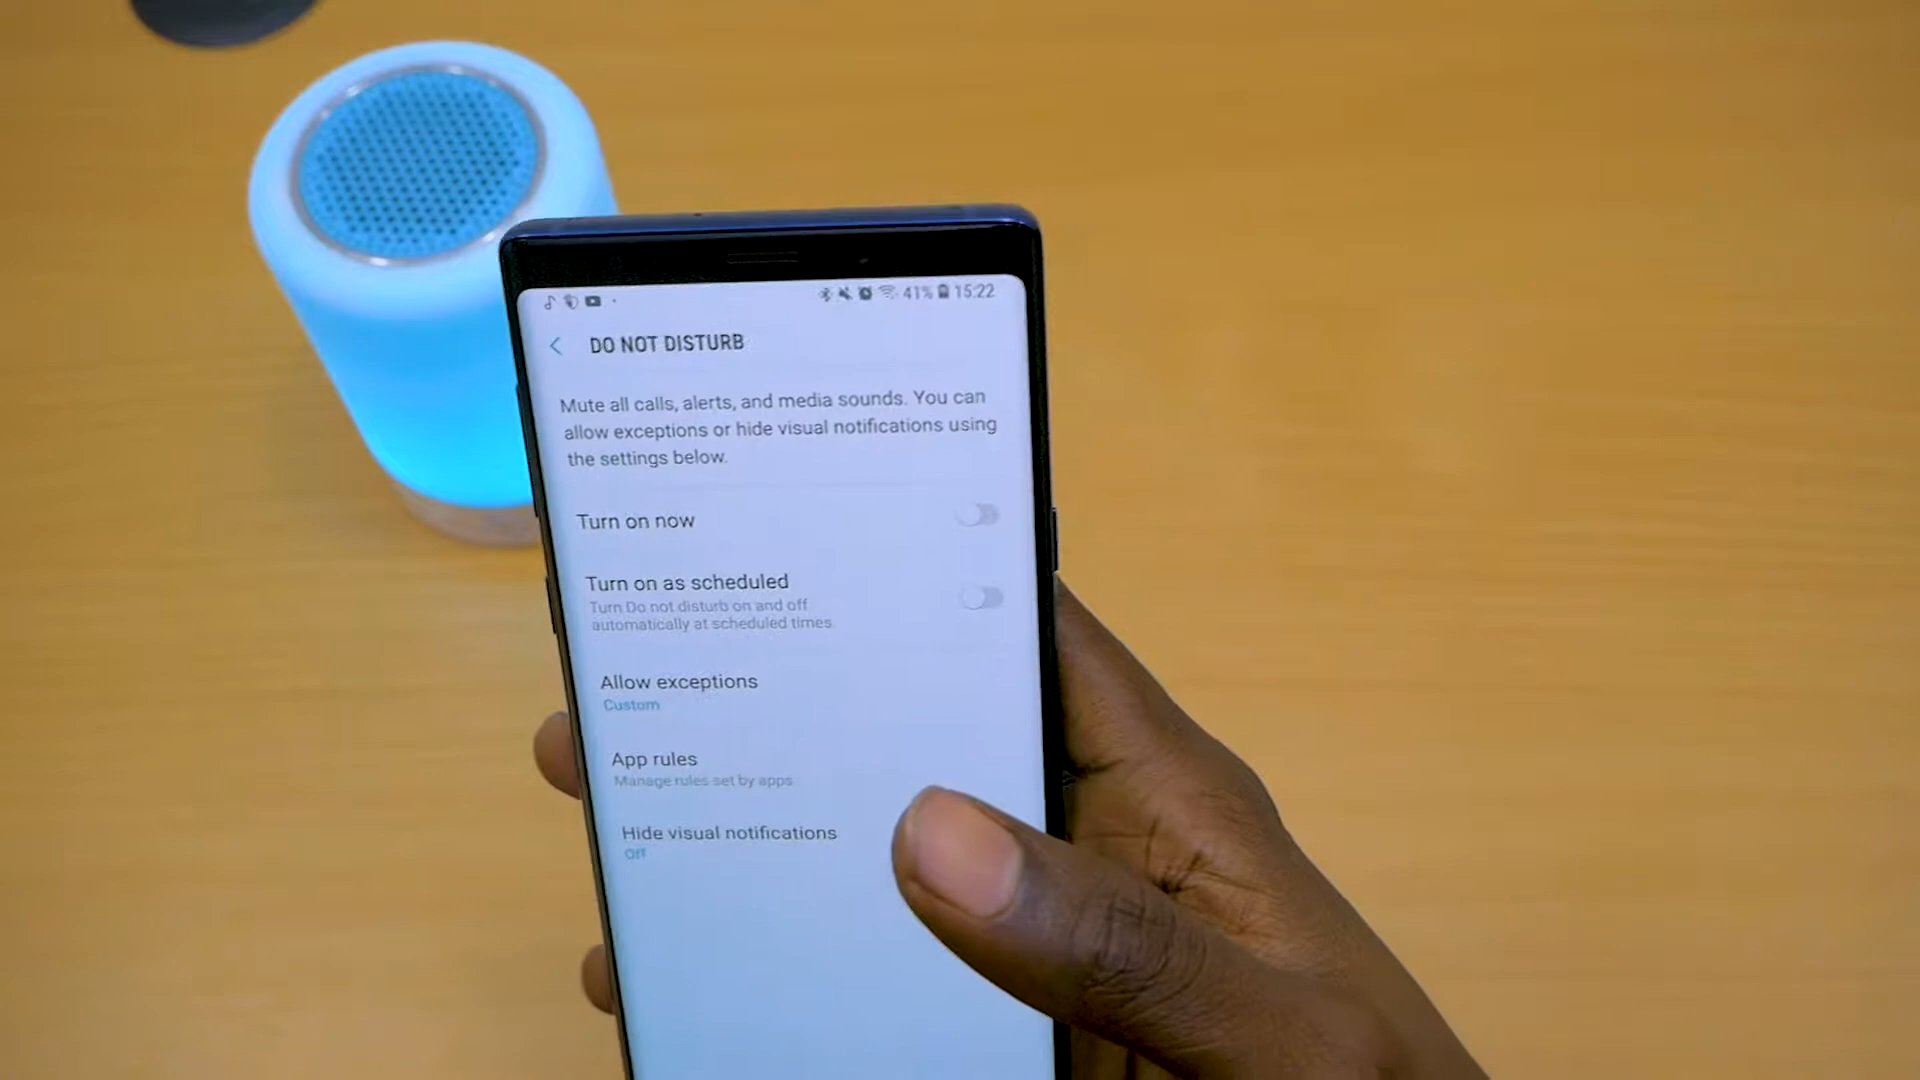 41% 15:22
DO NOT DISTURB
Mute all calls, alerts, and media sounds. You can
allow exceptions or hide visual notifications using
the settings below.
Turn on now
Turn on as scheduled
Turn Do not disturb on and off
automatically at scheduled times
Allow exceptions
Custom
App rules
Manage rules set by apps
Hide visual notifications
Off